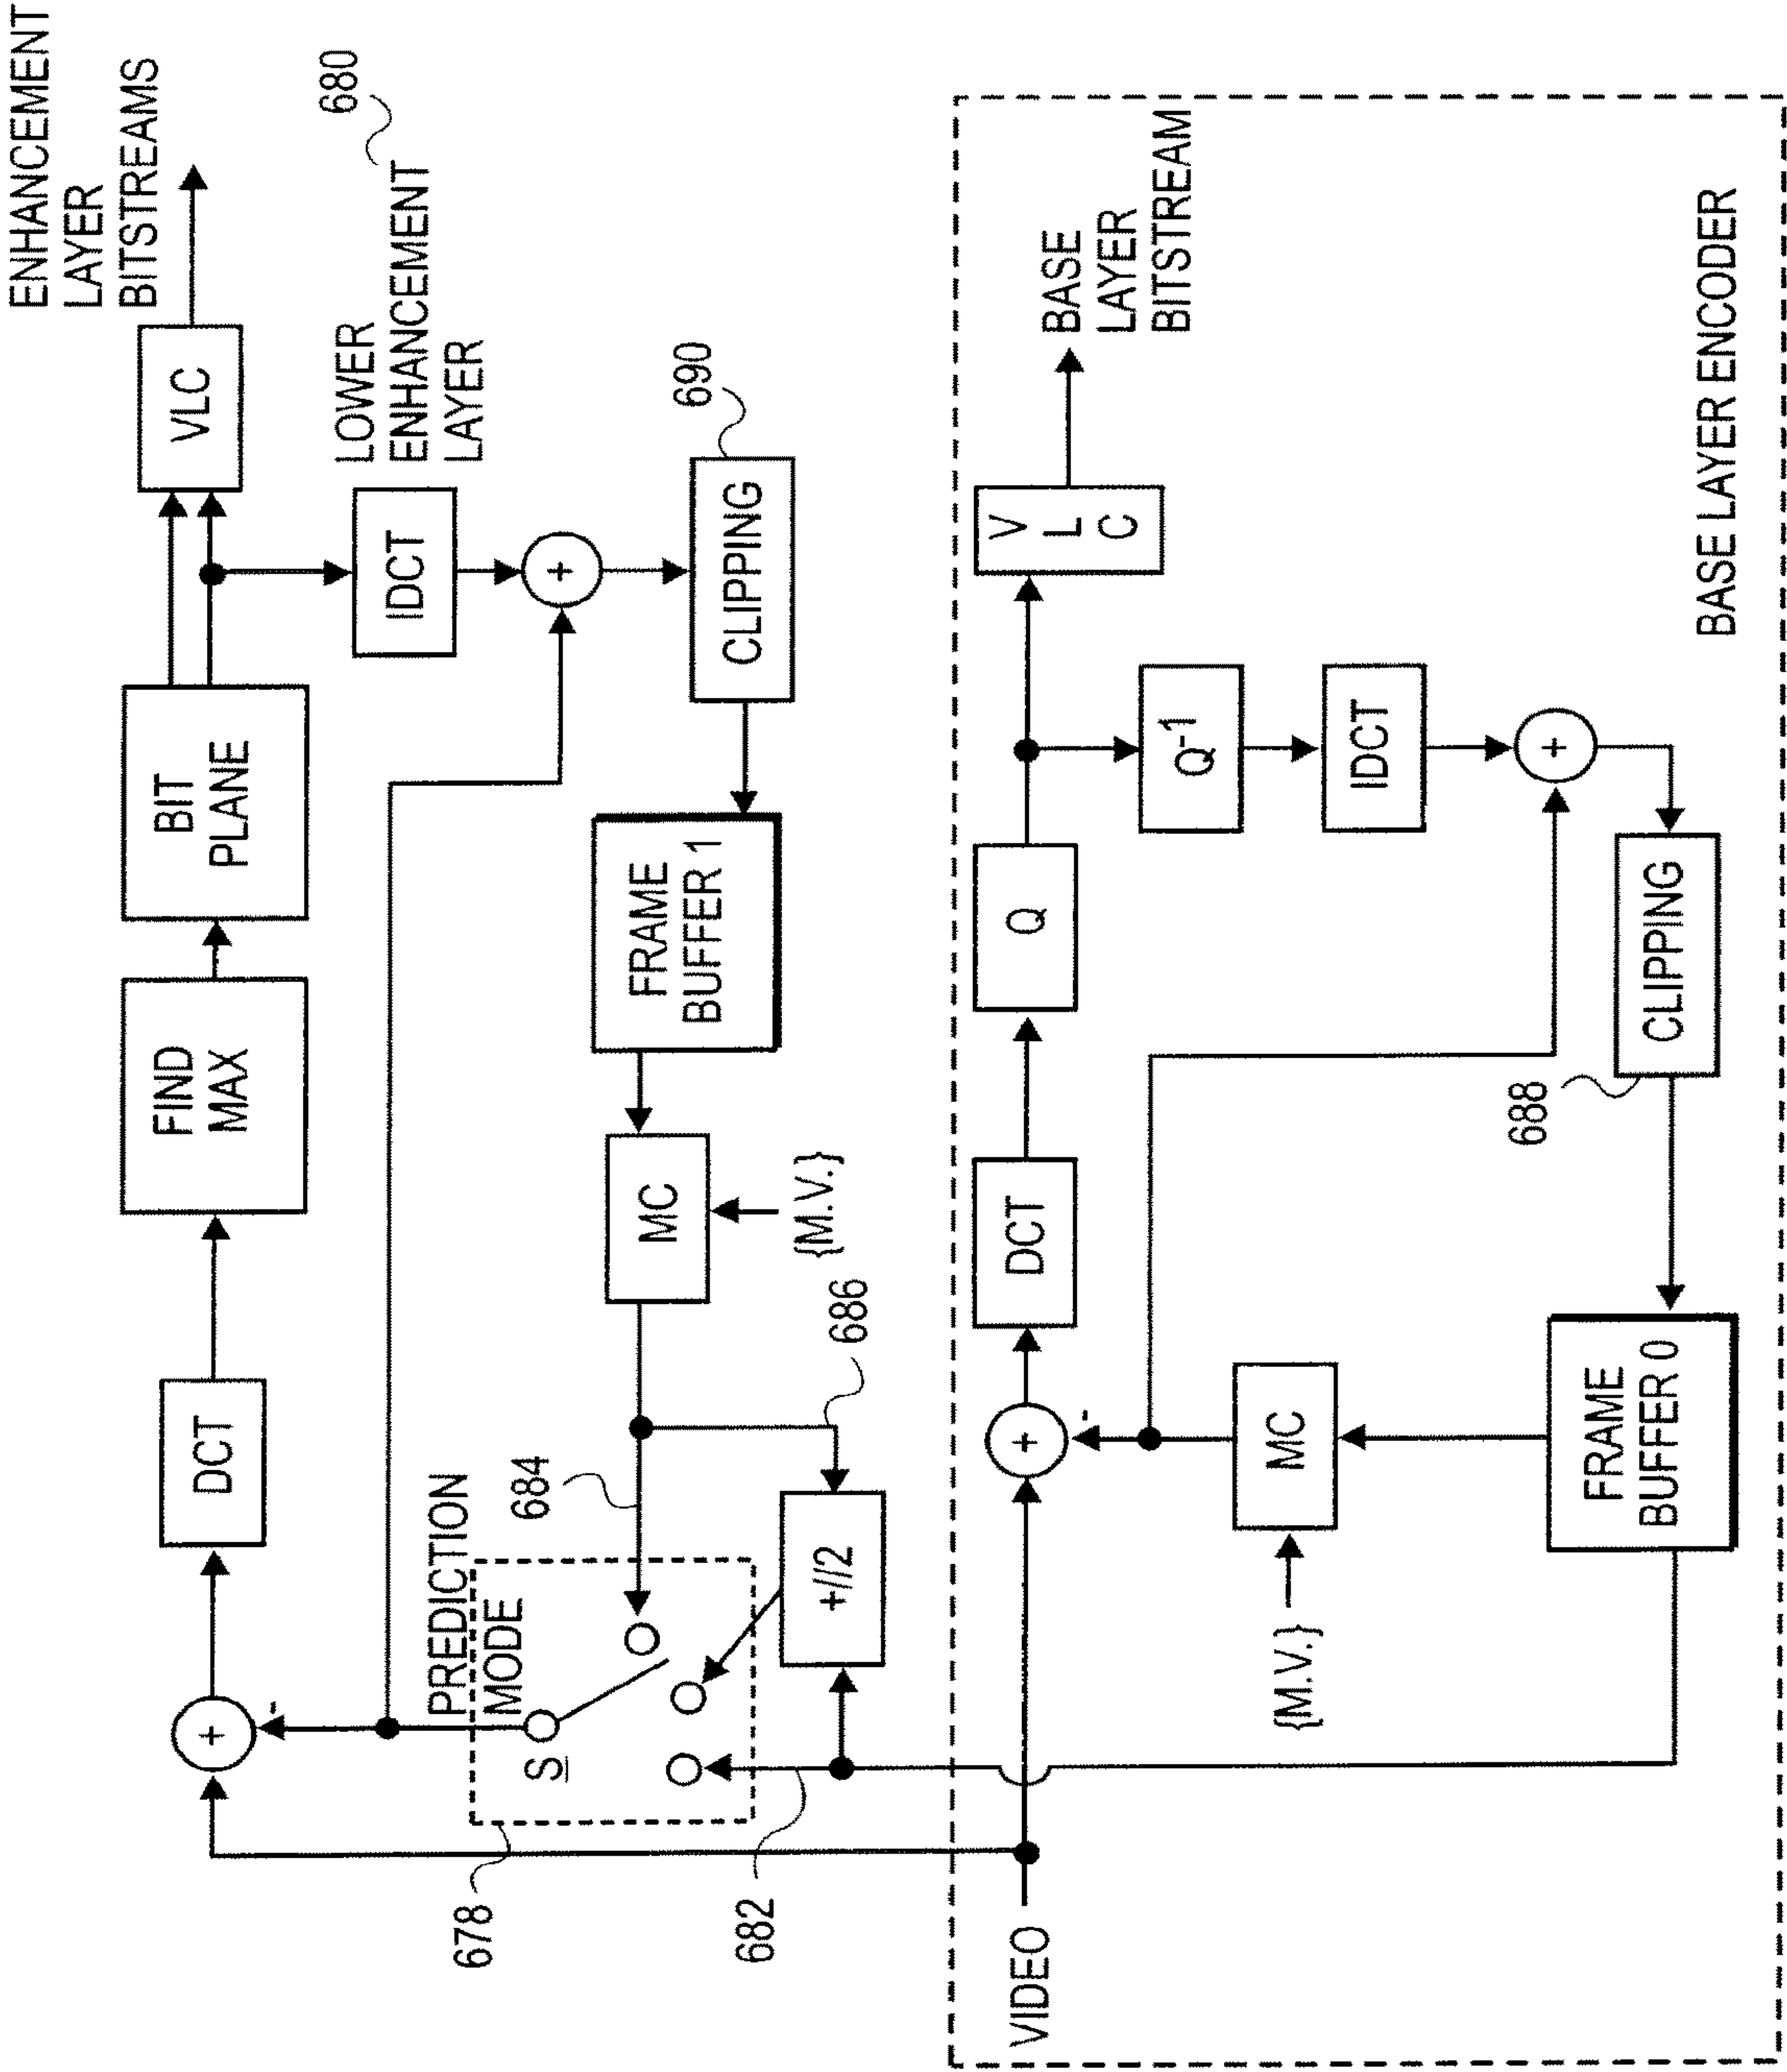 ENHANCEMENT
LAYER
BITSTREAMS
VLC
BIT
PLANE
FIND
MAX
DCT
680
LOWER
ENHANCEMENT
LAYER
IDCT
+
+
-
690
CLIPPING
FRAME
BUFFER 1
MC
{M.V.}
684
686
PREDICTION
MODE
S
+//2
678
682
BASE
LAYER
BITSTREAM
V
L
C
Q
DCT
+
-
VIDEO
Q-1
IDCT
+
CLIPPING
688
MC
{M.V.}
FRAME
BUFFER 0
BASE LAYER ENCODER